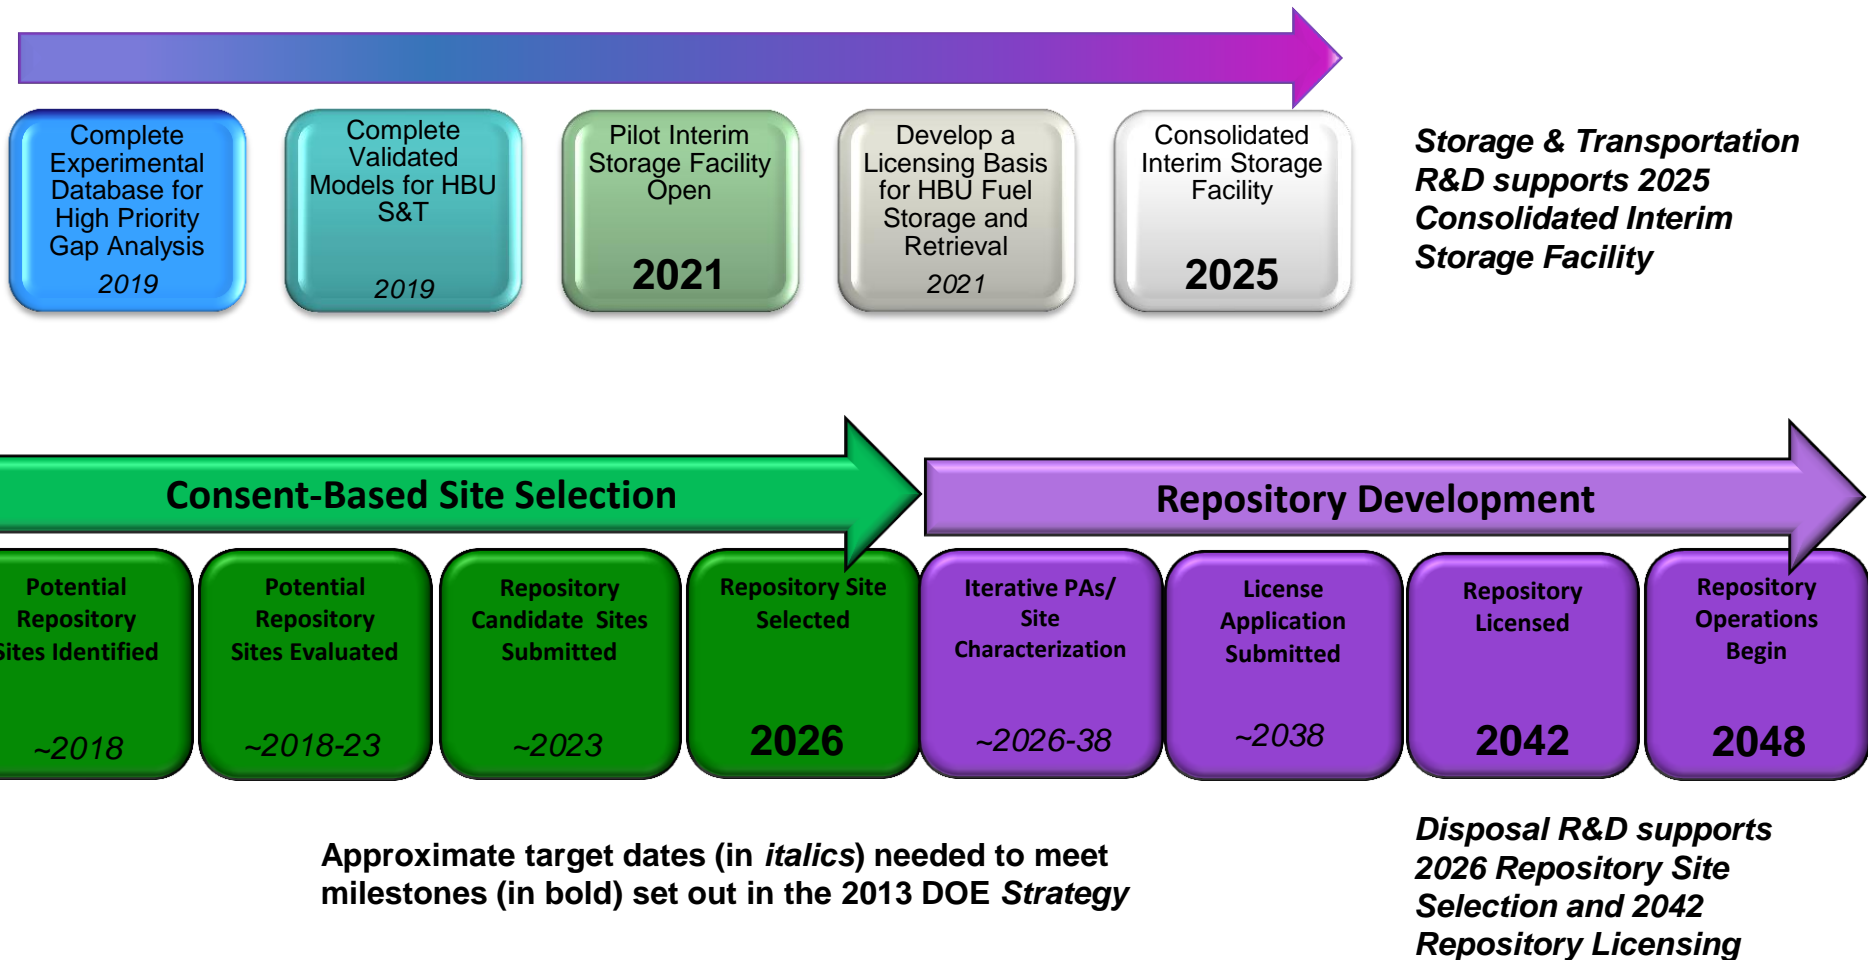 Complete
Experimental
Database for
High Priority
Gap Analysis
2019
Complete
Validated
Models for HBU
S&T
2019
Pilot Interim
Storage Facility
Open
2021
Develop a
Licensing Basis
for HBU Fuel
Storage and
Retrieval
2021
Consolidated
Interim Storage
Facility
2025
Storage & Transportation
R&D supports 2025
Consolidated Interim
Storage Facility
Consent-Based Site Selection
Repository Development
Potential
Repository
Sites Identified
~2018
Potential
Repository
Sites Evaluated
~2018-23
Repository
Candidate Sites
Submitted
~2023
Repository Site
Selected
2026
Iterative PAs/
Site
Characterization
~2026-38
License
Application
Submitted
~2038
Repository
Licensed
2042
Repository
Operations
Begin
2048
Approximate target dates (in italics) needed to meet
milestones (in bold) set out in the 2013 DOE Strategy
Disposal R&D supports
2026 Repository Site
Selection and 2042
Repository Licensing